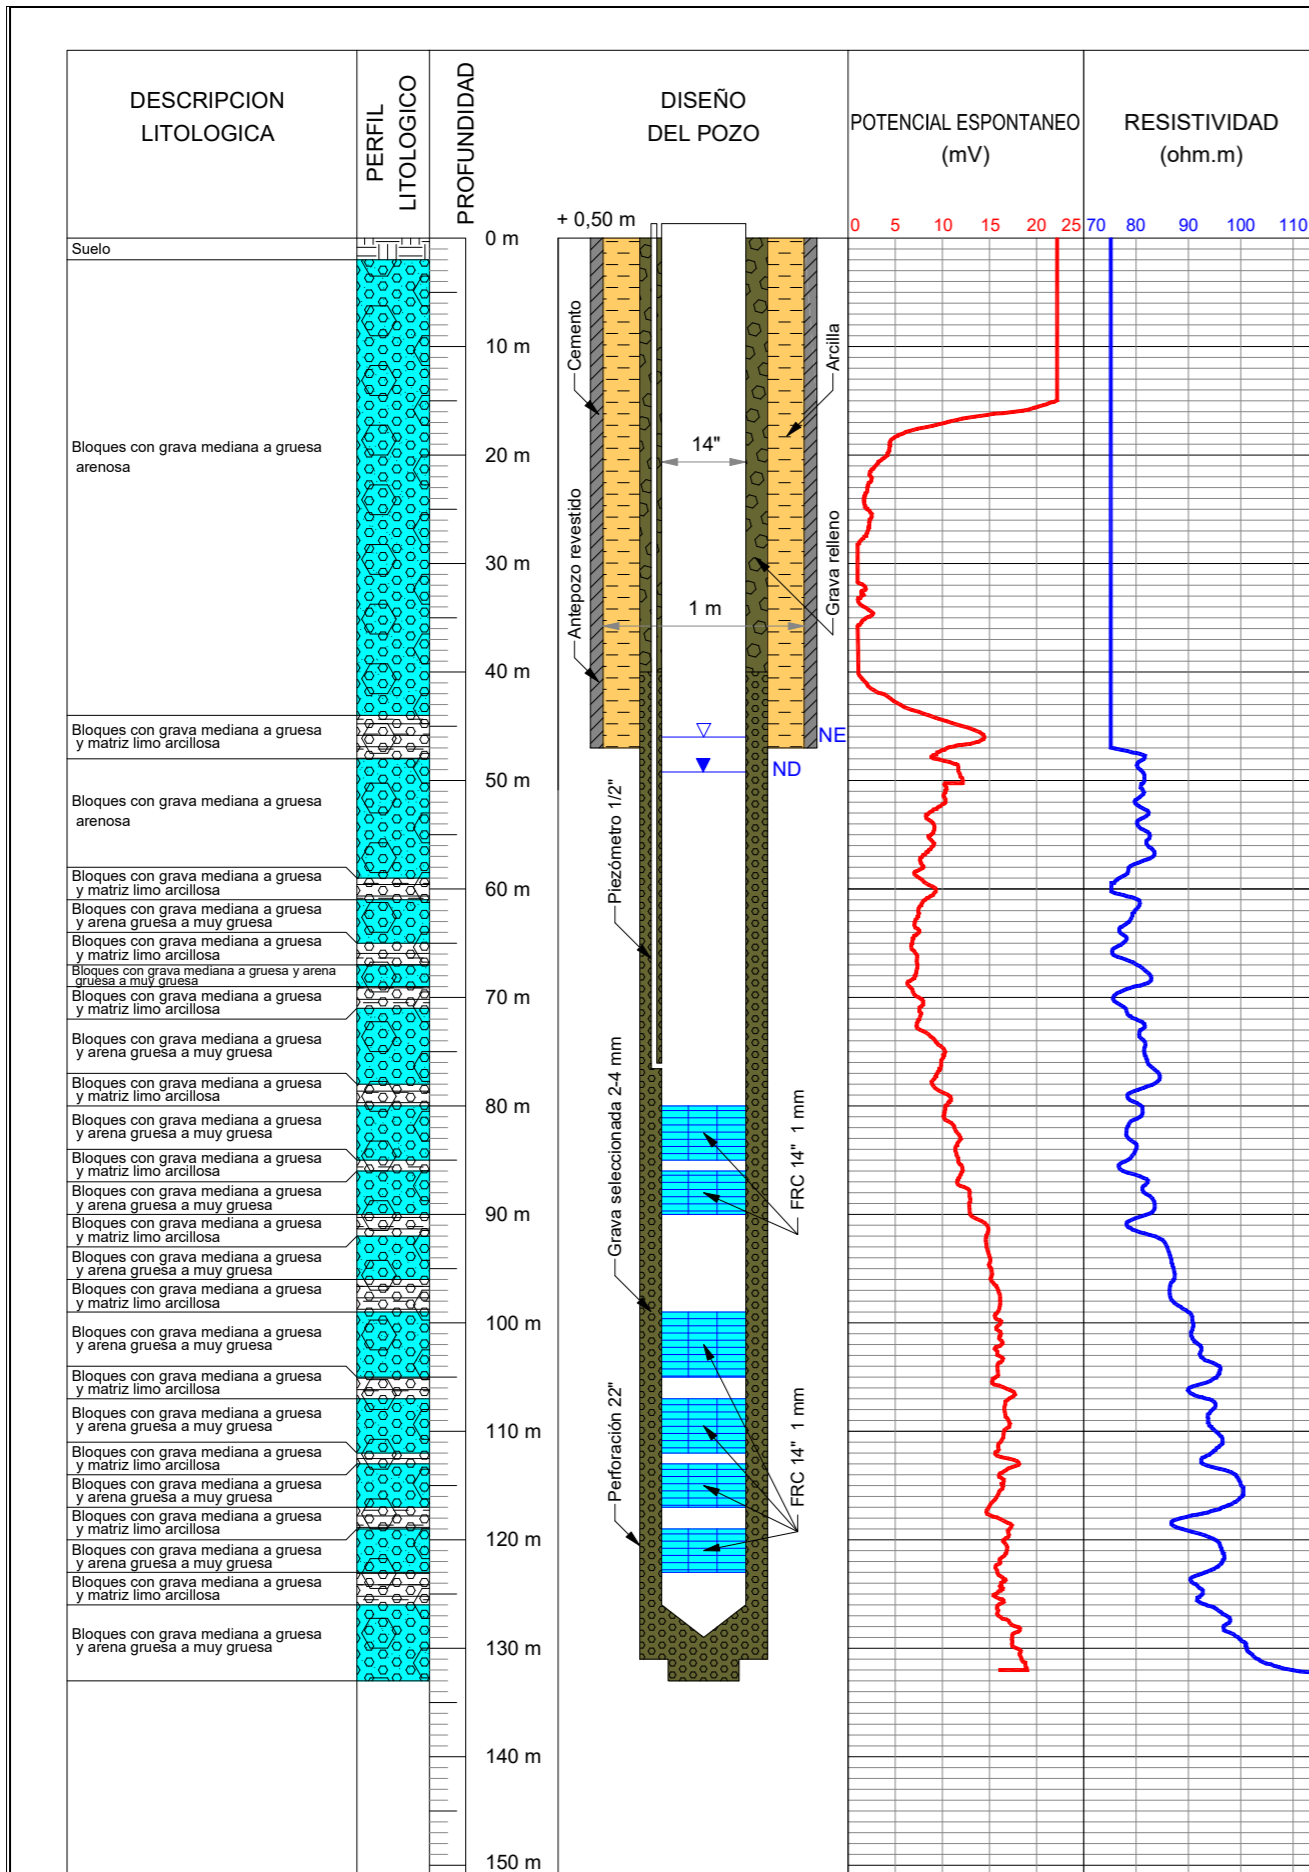 DESCRIPCION
LITOLOGICA
PERFIL
LITOLOGICO
PROFUNDIDAD
DISEÑO
DEL POZO
POTENCIAL ESPONTANEO
(mV)
RESISTIVIDAD
(ohm.m)
+ 0,50 m
0 5 10 15 20 25
70 80 90 100 110
Suelo
Bloques con grava mediana a gruesa
arenosa
Bloques con grava mediana a gruesa
y matriz limo arcillosa
Bloques con grava mediana a gruesa
arenosa
Bloques con grava mediana a gruesa
y matriz limo arcillosa
Bloques con grava mediana a gruesa
y arena gruesa a muy gruesa
Bloques con grava mediana a gruesa
y matriz limo arcillosa
Bloques con grava mediana a gruesa y arena
gruesa a muy gruesa
Bloques con grava mediana a gruesa
y matriz limo arcillosa
Bloques con grava mediana a gruesa
y arena gruesa a muy gruesa
Bloques con grava mediana a gruesa
y matriz limo arcillosa
Bloques con grava mediana a gruesa
y arena gruesa a muy gruesa
Bloques con grava mediana a gruesa
y matriz limo arcillosa
Bloques con grava mediana a gruesa
y arena gruesa a muy gruesa
Bloques con grava mediana a gruesa
y matriz limo arcillosa
Bloques con grava mediana a gruesa
y arena gruesa a muy gruesa
Bloques con grava mediana a gruesa
y matriz limo arcillosa
Bloques con grava mediana a gruesa
y arena gruesa a muy gruesa
Bloques con grava mediana a gruesa
y matriz limo arcillosa
Bloques con grava mediana a gruesa
y arena gruesa a muy gruesa
Bloques con grava mediana a gruesa
y matriz limo arcillosa
Bloques con grava mediana a gruesa
y arena gruesa a muy gruesa
Bloques con grava mediana a gruesa
y matriz limo arcillosa
Bloques con grava mediana a gruesa
y arena gruesa a muy gruesa
Bloques con grava mediana a gruesa
y matriz limo arcillosa
Bloques con grava mediana a gruesa
y arena gruesa a muy gruesa
0 m
10 m
20 m
30 m
40 m
50 m
60 m
70 m
80 m
90 m
100 m
110 m
120 m
130 m
140 m
150 m
Cemento
Arcilla
14"
Antepozo revestido
Grava relleno
1 m
NE
ND
Piezómetro 1/2"
Grava seleccionada 2-4 mm
FRC 14" 1 mm
Perforación 22"
FRC 14" 1 mm